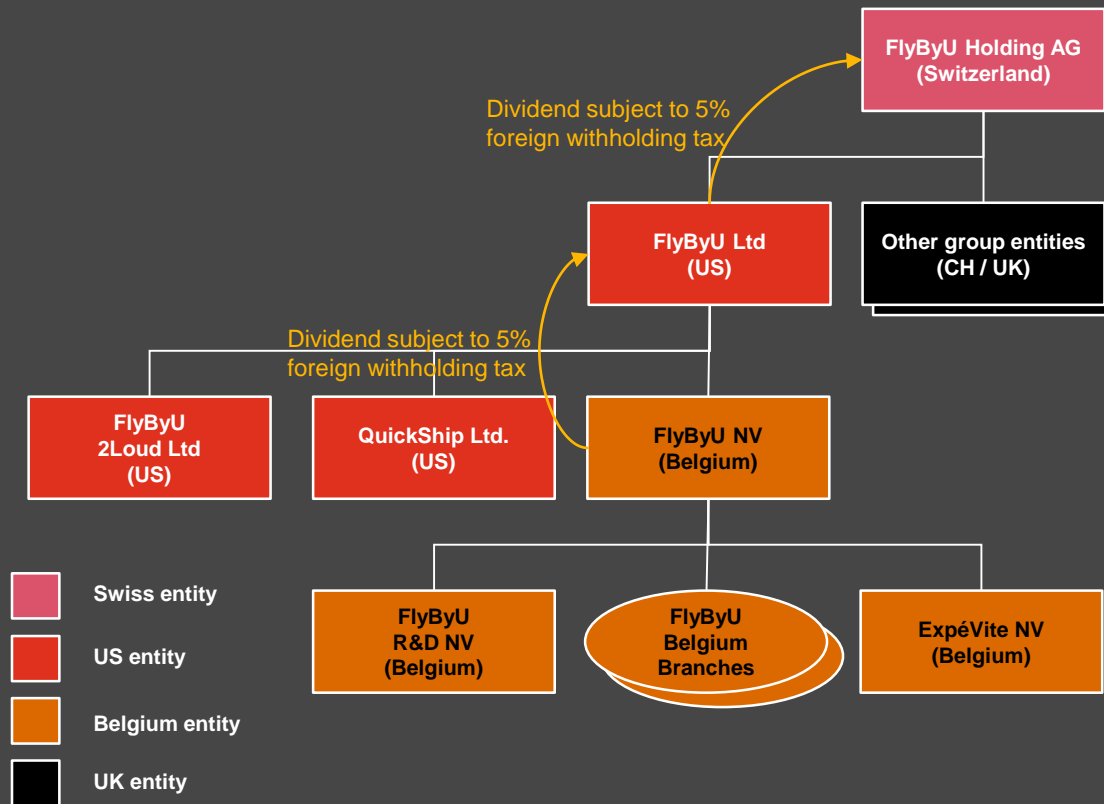 FlyByU Holding AG
(Switzerland)
Dividend subject to 5%
foreign withholding tax
FlyByU Ltd
(US)
Other group entities
(CH / UK)
Dividend subject to 5%
foreign withholding tax
FlyByU
2Loud Ltd
(US)
QuickShip Ltd.
(US)
FlyByU NV
(Belgium)
FlyByU
R&D NV
(Belgium)
FlyByU
Belgium
Branches
ExpéVite NV
(Belgium)
Swiss entity
US entity
Belgium entity
UK entity